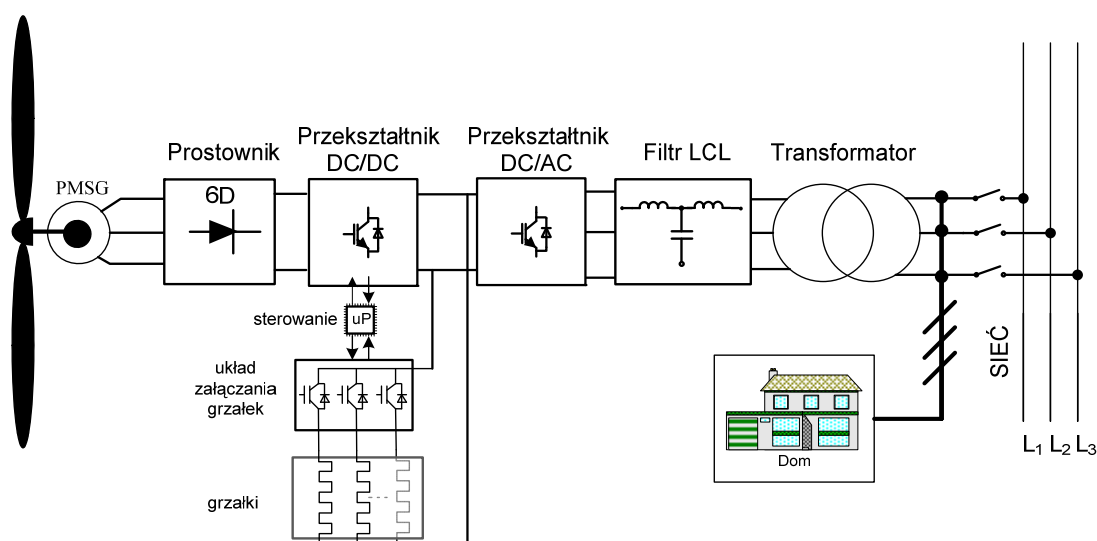 Przekształtnik
DC/DC
Przekształtnik
DC/AC
Prostownik
Filtr LCL
Transformator
PMSG
6D
sterowanie
uP
układ
załączania
grzałek
SIEĆ
Dom
L1 L2 L3
grzałki